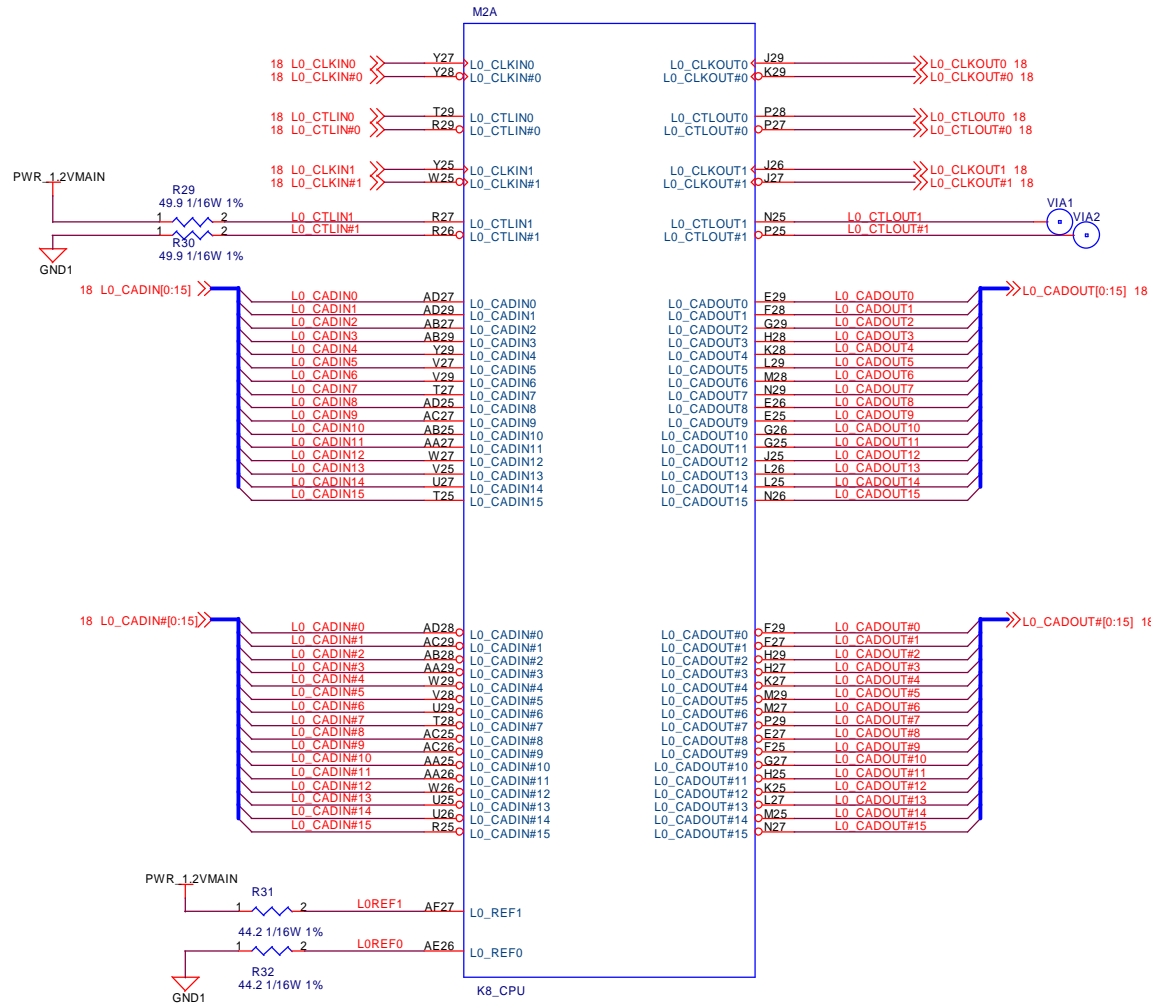 M2A
18 L0_CLKIN0 Y27 L0_CLKIN0 L0_CLKOUT0 J29 L0_CLKOUT0 18
18 L0_CLKIN#0 Y28 L0_CLKIN#0 L0_CLKOUT#0 K29 L0_CLKOUT#0 18
18 L0_CTLIN0 T29 L0_CTLIN0 L0_CTLOUT0 P28 L0_CTLOUT0 18
18 L0_CTLIN#0 R29 L0_CTLIN#0 L0_CTLOUT#0 P27 L0_CTLOUT#0 18
18 L0_CLKIN1 Y25 L0_CLKIN1 L0_CLKOUT1 J26 L0_CLKOUT1 18
18 L0_CLKIN#1 W25 L0_CLKIN#1 L0_CLKOUT#1 J27 L0_CLKOUT#1 18
PWR_1.2VMAIN
R29
49.9 1/16W 1%
VIA1
1 2 L0_CTLIN1 R27 L0_CTLIN1 L0_CTLOUT1 N25 L0_CTLOUT1 VIA2
1 2 L0_CTLIN#1 R26 L0_CTLIN#1 L0_CTLOUT#1 P25 L0_CTLOUT#1
R30
49.9 1/16W 1%
GND1
18 L0_CADIN[0:15] L0_CADOUT[0:15] 18
L0_CADIN0 AD27 L0_CADIN0 L0_CADOUT0 E29 L0_CADOUT0
L0_CADIN1 AD29 L0_CADIN1 L0_CADOUT1 F28 L0_CADOUT1
L0_CADIN2 AB27 L0_CADIN2 L0_CADOUT2 G29 L0_CADOUT2
L0_CADIN3 AB29 L0_CADIN3 L0_CADOUT3 H28 L0_CADOUT3
L0_CADIN4 Y29 L0_CADIN4 L0_CADOUT4 K28 L0_CADOUT4
L0_CADIN5 V27 L0_CADIN5 L0_CADOUT5 L29 L0_CADOUT5
L0_CADIN6 V29 L0_CADIN6 L0_CADOUT6 M28 L0_CADOUT6
L0_CADIN7 T27 L0_CADIN7 L0_CADOUT7 N29 L0_CADOUT7
L0_CADIN8 AD25 L0_CADIN8 L0_CADOUT8 E26 L0_CADOUT8
L0_CADIN9 AC27 L0_CADIN9 L0_CADOUT9 E25 L0_CADOUT9
L0_CADIN10 AB25 L0_CADIN10 L0_CADOUT10 G26 L0_CADOUT10
L0_CADIN11 AA27 L0_CADIN11 L0_CADOUT11 G25 L0_CADOUT11
L0_CADIN12 W27 L0_CADIN12 L0_CADOUT12 J25 L0_CADOUT12
L0_CADIN13 V25 L0_CADIN13 L0_CADOUT13 L26 L0_CADOUT13
L0_CADIN14 U27 L0_CADIN14 L0_CADOUT14 L25 L0_CADOUT14
L0_CADIN15 T25 L0_CADIN15 L0_CADOUT15 N26 L0_CADOUT15
18 L0_CADIN#[0:15] L0_CADOUT#[0:15] 18
L0_CADIN#0 AD28 L0_CADIN#0 L0_CADOUT#0 F29 L0_CADOUT#0
L0_CADIN#1 AC29 L0_CADIN#1 L0_CADOUT#1 F27 L0_CADOUT#1
L0_CADIN#2 AB28 L0_CADIN#2 L0_CADOUT#2 H29 L0_CADOUT#2
L0_CADIN#3 AA29 L0_CADIN#3 L0_CADOUT#3 H27 L0_CADOUT#3
L0_CADIN#4 W29 L0_CADIN#4 L0_CADOUT#4 K27 L0_CADOUT#4
L0_CADIN#5 V28 L0_CADIN#5 L0_CADOUT#5 M29 L0_CADOUT#5
L0_CADIN#6 U29 L0_CADIN#6 L0_CADOUT#6 M27 L0_CADOUT#6
L0_CADIN#7 T28 L0_CADIN#7 L0_CADOUT#7 P29 L0_CADOUT#7
L0_CADIN#8 AC25 L0_CADIN#8 L0_CADOUT#8 E27 L0_CADOUT#8
L0_CADIN#9 AC26 L0_CADIN#9 L0_CADOUT#9 F25 L0_CADOUT#9
L0_CADIN#10 AA25 L0_CADIN#10 L0_CADOUT#10 G27 L0_CADOUT#10
L0_CADIN#11 AA26 L0_CADIN#11 L0_CADOUT#11 H25 L0_CADOUT#11
L0_CADIN#12 W26 L0_CADIN#12 L0_CADOUT#12 K25 L0_CADOUT#12
L0_CADIN#13 U25 L0_CADIN#13 L0_CADOUT#13 L27 L0_CADOUT#13
L0_CADIN#14 U26 L0_CADIN#14 L0_CADOUT#14 M25 L0_CADOUT#14
L0_CADIN#15 R25 L0_CADIN#15 L0_CADOUT#15 N27 L0_CADOUT#15
PWR_1.2VMAIN
R31
1 2 L0REF1 AF27 L0_REF1
44.2 1/16W 1%
1 2 L0REF0 AE26 L0_REF0
R32
44.2 1/16W 1%
GND1
K8_CPU